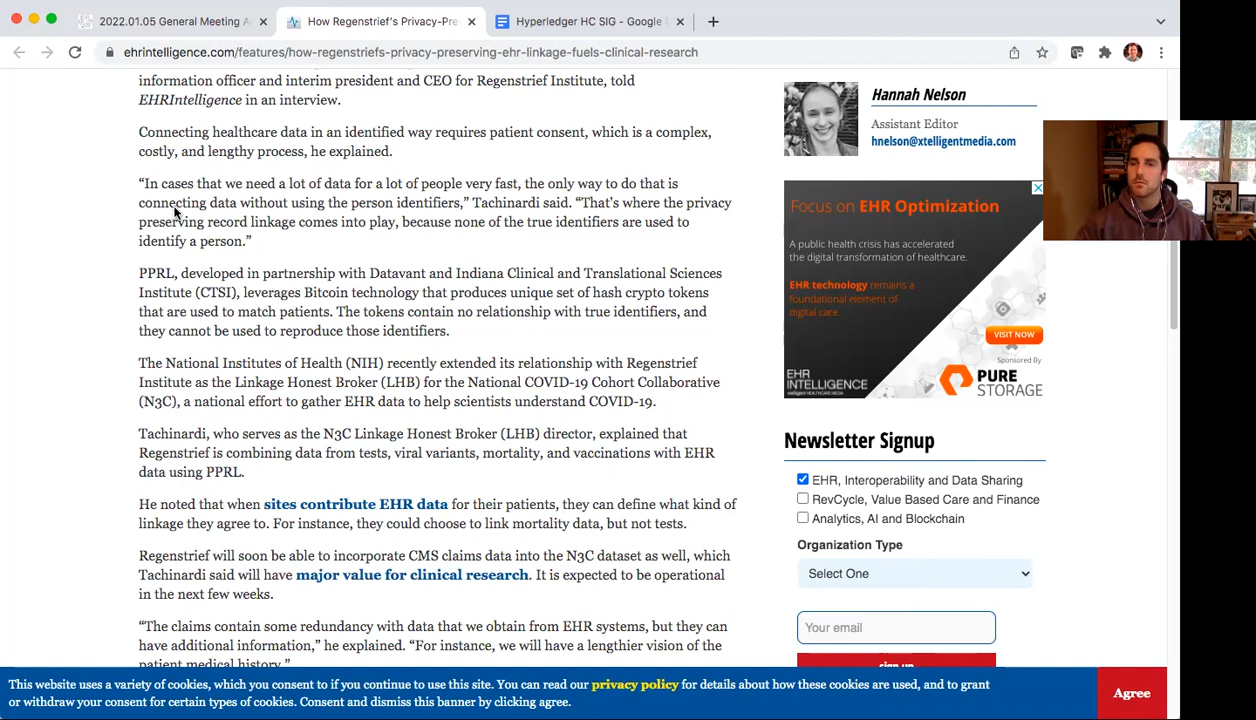 2022.01.05 General Meeting A
How Regenstrief's Privacy-Pre
Hyperledger HC SIG - Google
ehrintelligence.com/features/how-regenstriefs-privacy-preserving-ehr-linkage-fuels-clinical-research
information officer and interim president and CEO for Regenstrief Institute, told
EHRIntelligence in an interview.
Connecting healthcare data in an identified way requires patient consent, which is a complex,
costly, and lengthy process, he explained.
“In cases that we need a lot of data for a lot of people very fast, the only way to do that is
connecting data without using the person identifiers,” Tachinardi said. “That's where the privacy
preserving record linkage comes into play, because none of the true identifiers are used to
identify a person.”
PPRL, developed in partnership with Datavant and Indiana Clinical and Translational Sciences
Institute (CTSI), leverages Bitcoin technology that produces unique set of hash crypto tokens
that are used to match patients. The tokens contain no relationship with true identifiers, and
they cannot be used to reproduce those identifiers.
The National Institutes of Health (NIH) recently extended its relationship with Regenstrief
Institute as the Linkage Honest Broker (LHB) for the National COVID-19 Cohort Collaborative
(N3C), a national effort to gather EHR data to help scientists understand COVID-19.
Tachinardi, who serves as the N3C Linkage Honest Broker (LHB) director, explained that
Regenstrief is combining data from tests, viral variants, mortality, and vaccinations with EHR
data using PPRL.
He noted that when sites contribute EHR data for their patients, they can define what kind of
linkage they agree to. For instance, they could choose to link mortality data, but not tests.
Regenstrief will soon be able to incorporate CMS claims data into the N3C dataset as well, which
Tachinardi said will have major value for clinical research. It is expected to be operational
in the next few weeks.
“The claims contain some redundancy with data that we obtain from EHR systems, but they can
have additional information,” he explained. “For instance, we will have a lengthier vision of the
patient medical history.”
Hannah Nelson
Assistant Editor
hnelson@xtelligentmedia.com
Focus on EHR Optimization
A public health crisis has accelerated
the digital transformation of healthcare.
EHR technology remains a
foundational element of
digital care.
VISIT NOW
Sponsored By
PURE
STORAGE
EHR
INTELLIGENCE
xtelligent HEALTHCARE MEDIA
Newsletter Signup
EHR, Interoperability and Data Sharing
RevCycle, Value Based Care and Finance
Analytics, AI and Blockchain
Organization Type
Select One
Your email
sign up
This website uses a variety of cookies, which you consent to if you continue to use this site. You can read our privacy policy for details about how these cookies are used, and to grant
or withdraw your consent for certain types of cookies. Consent and dismiss this banner by clicking agree.
Agree